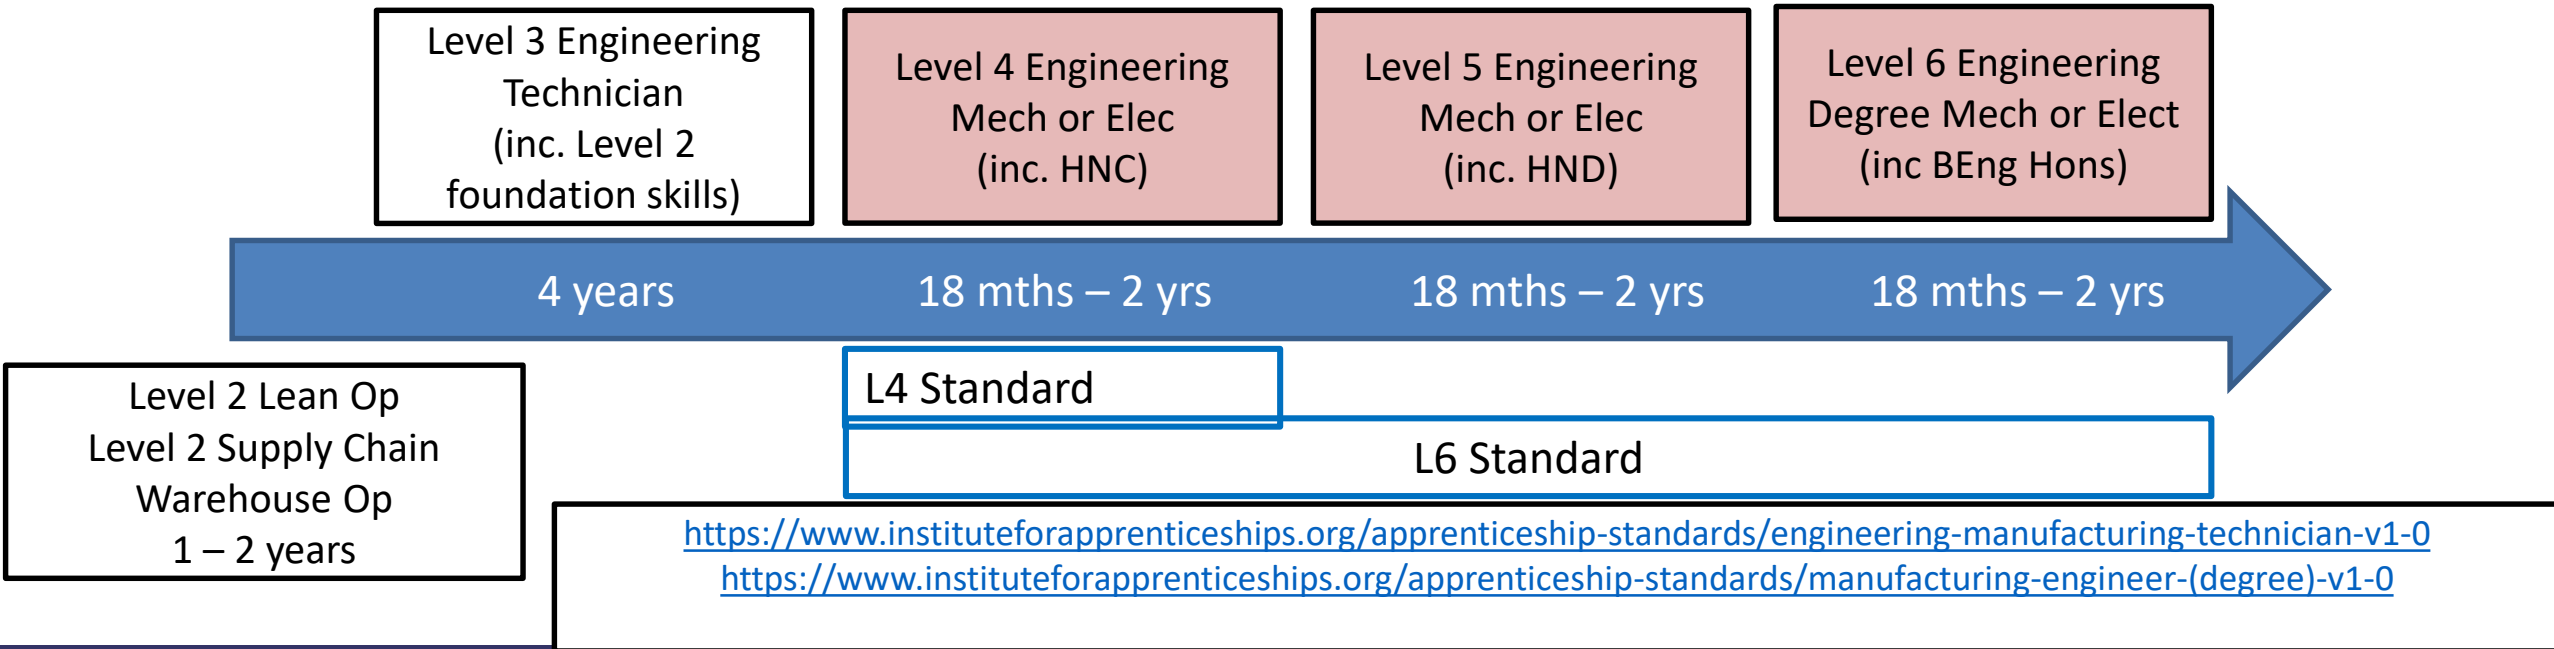 Level 3 Engineering
Technician
(inc. Level 2
foundation skills)
Level 4 Engineering
Mech or Elec
(inc. HNC)
Level 5 Engineering
Mech or Elec
(inc. HND)
Level 6 Engineering
Degree Mech or Elect
(inc BEng Hons)
4 years
18 mths – 2 yrs
18 mths – 2 yrs
18 mths – 2 yrs
Level 2 Lean Op
Level 2 Supply Chain
Warehouse Op
1 – 2 years
L4 Standard
L6 Standard
https://www.instituteforapprenticeships.org/apprenticeship-standards/engineering-manufacturing-technician-v1-0
https://www.instituteforapprenticeships.org/apprenticeship-standards/manufacturing-engineer-(degree)-v1-0